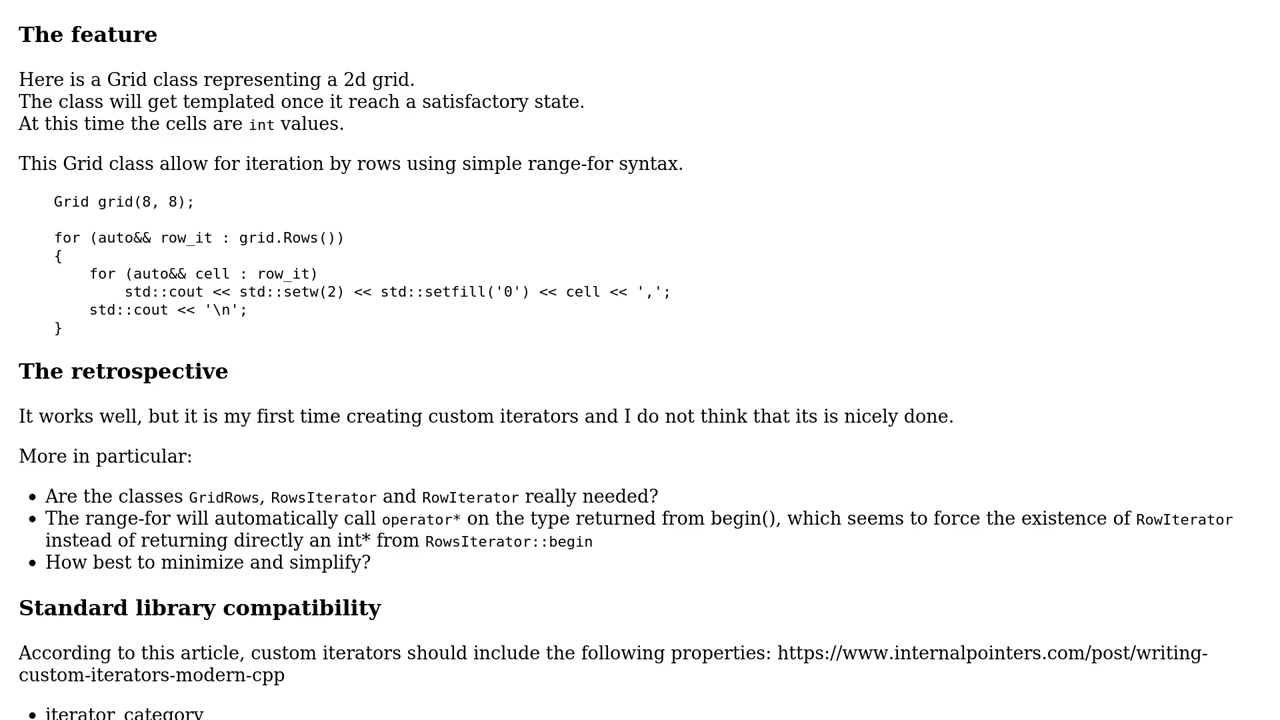 The feature
Here is a Grid class representing a 2d grid.
The class will get templated once it reach a satisfactory state.
At this time the cells are int values.
This Grid class allow for iteration by rows using simple range-for syntax.
Grid grid(8, 8);
for (auto&& row_it : grid.Rows())
{
    for (auto&& cell : row_it)
        std::cout << std::setw(2) << std::setfill('0') << cell << ',';
    std::cout << '\n';
}
The retrospective
It works well, but it is my first time creating custom iterators and I do not think that its is nicely done.
More in particular:
• Are the classes GridRows, RowsIterator and RowIterator really needed?
• The range-for will automatically call operator* on the type returned from begin(), which seems to force the existence of RowIterator
instead of returning directly an int* from RowsIterator::begin
• How best to minimize and simplify?
Standard library compatibility
According to this article, custom iterators should include the following properties: https://www.internalpointers.com/post/writing-
custom-iterators-modern-cpp
• iterator_category